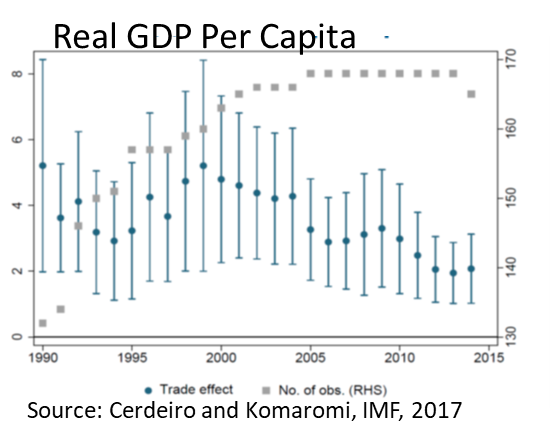 Real GDP Per Capita
8
6
4
2
0
170
160
150
140
130
1990 1995 2000 2005 2010 2015
Trade effect No. of obs. (RHS)
Source: Cerdeiro and Komaromi, IMF, 2017